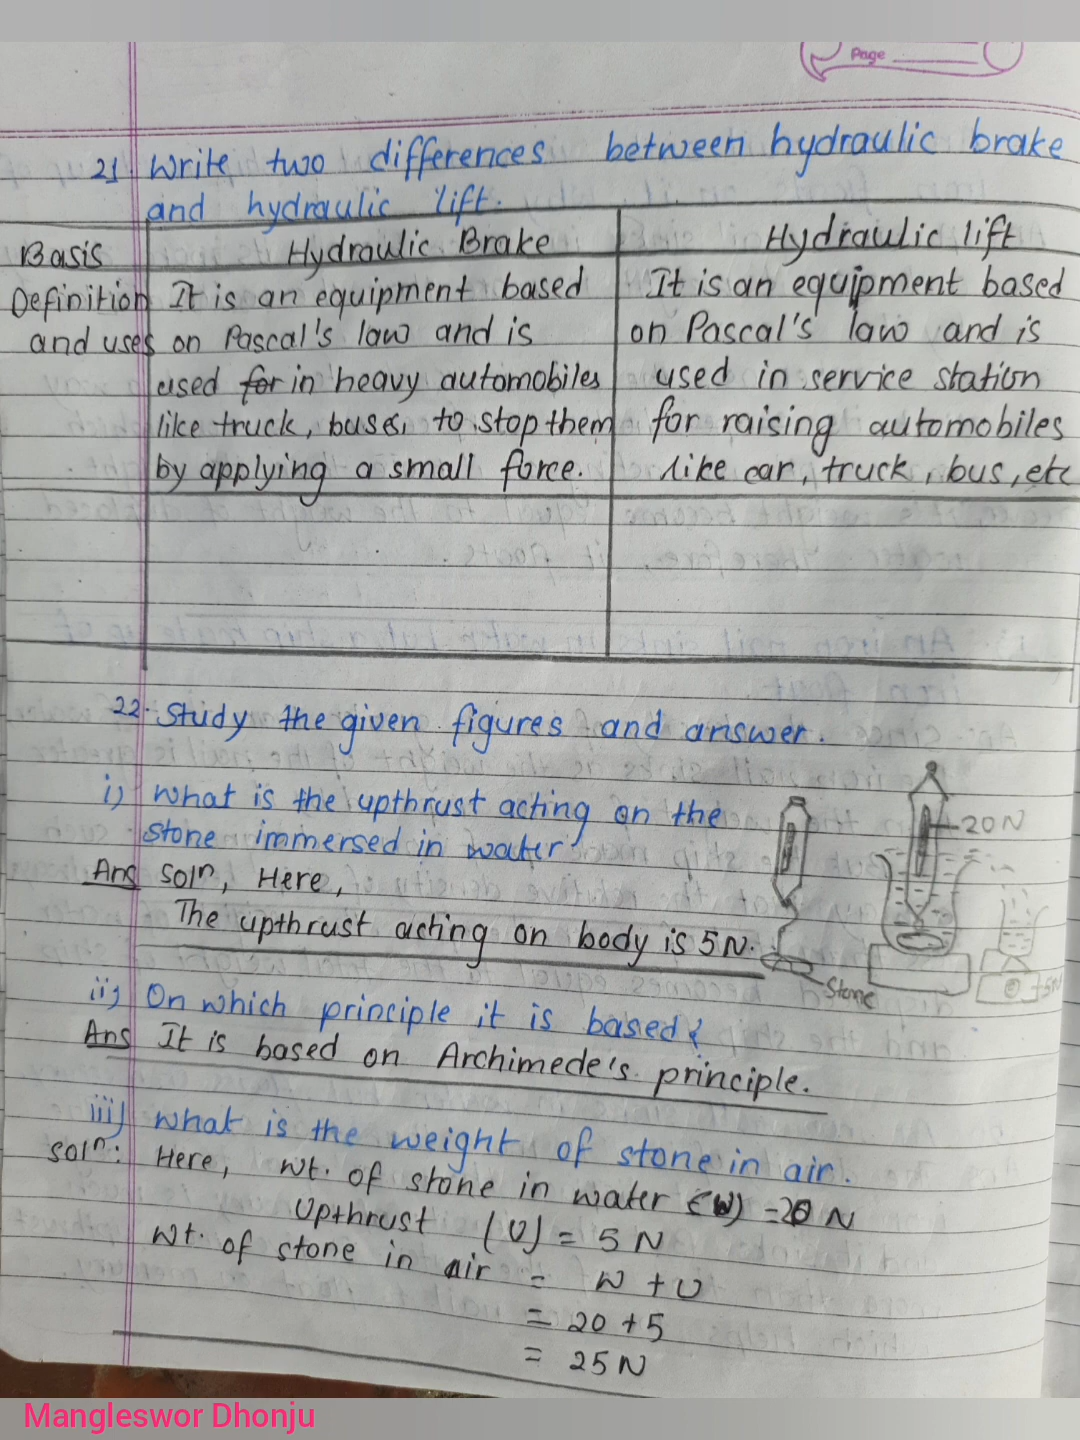 Page
21) Write two differences between hydraulic brake
and hydraulic lift.
Basis Hydraulic Brake Hydraulic lift
Definition It is an equipment based It is an equipment based
and uses on Pascal's law and is on Pascal's law and is
used for in heavy automobiles used in service station
like truck, buses, to stop them for raising automobiles
by applying a small force. like car, truck, bus, etc
22. Study the given figures and answer.
i) what is the upthrust acting on the
stone immersed in water?
20N
Ans Soln, Here,
The upthrust acting on body is 5N.
Stone
5N
ii) On which principle it is based?
Ans It is based on Archimede's principle.
iii) what is the weight of stone in air.
Soln: Here, wt. of stone in water (W) = 20 N
Upthrust (U) = 5 N
Wt. of stone in air = W + U
= 20 + 5
= 25 N
Mangleswor Dhonju